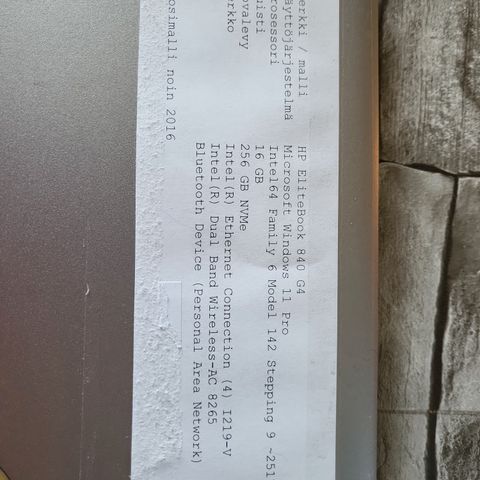 erkki / malli HP EliteBook 840 G4
äyttöjärjestelmä Microsoft Windows 11 Pro
rosessori Intel64 Family 6 Model 142 Stepping 9 ~251
uisti 16 GB
ovalevy 256 GB NVMe
erkko Intel(R) Ethernet Connection (4) I219-V
Intel(R) Dual Band Wireless-AC 8265
Bluetooth Device (Personal Area Network)
osimalli noin 2016